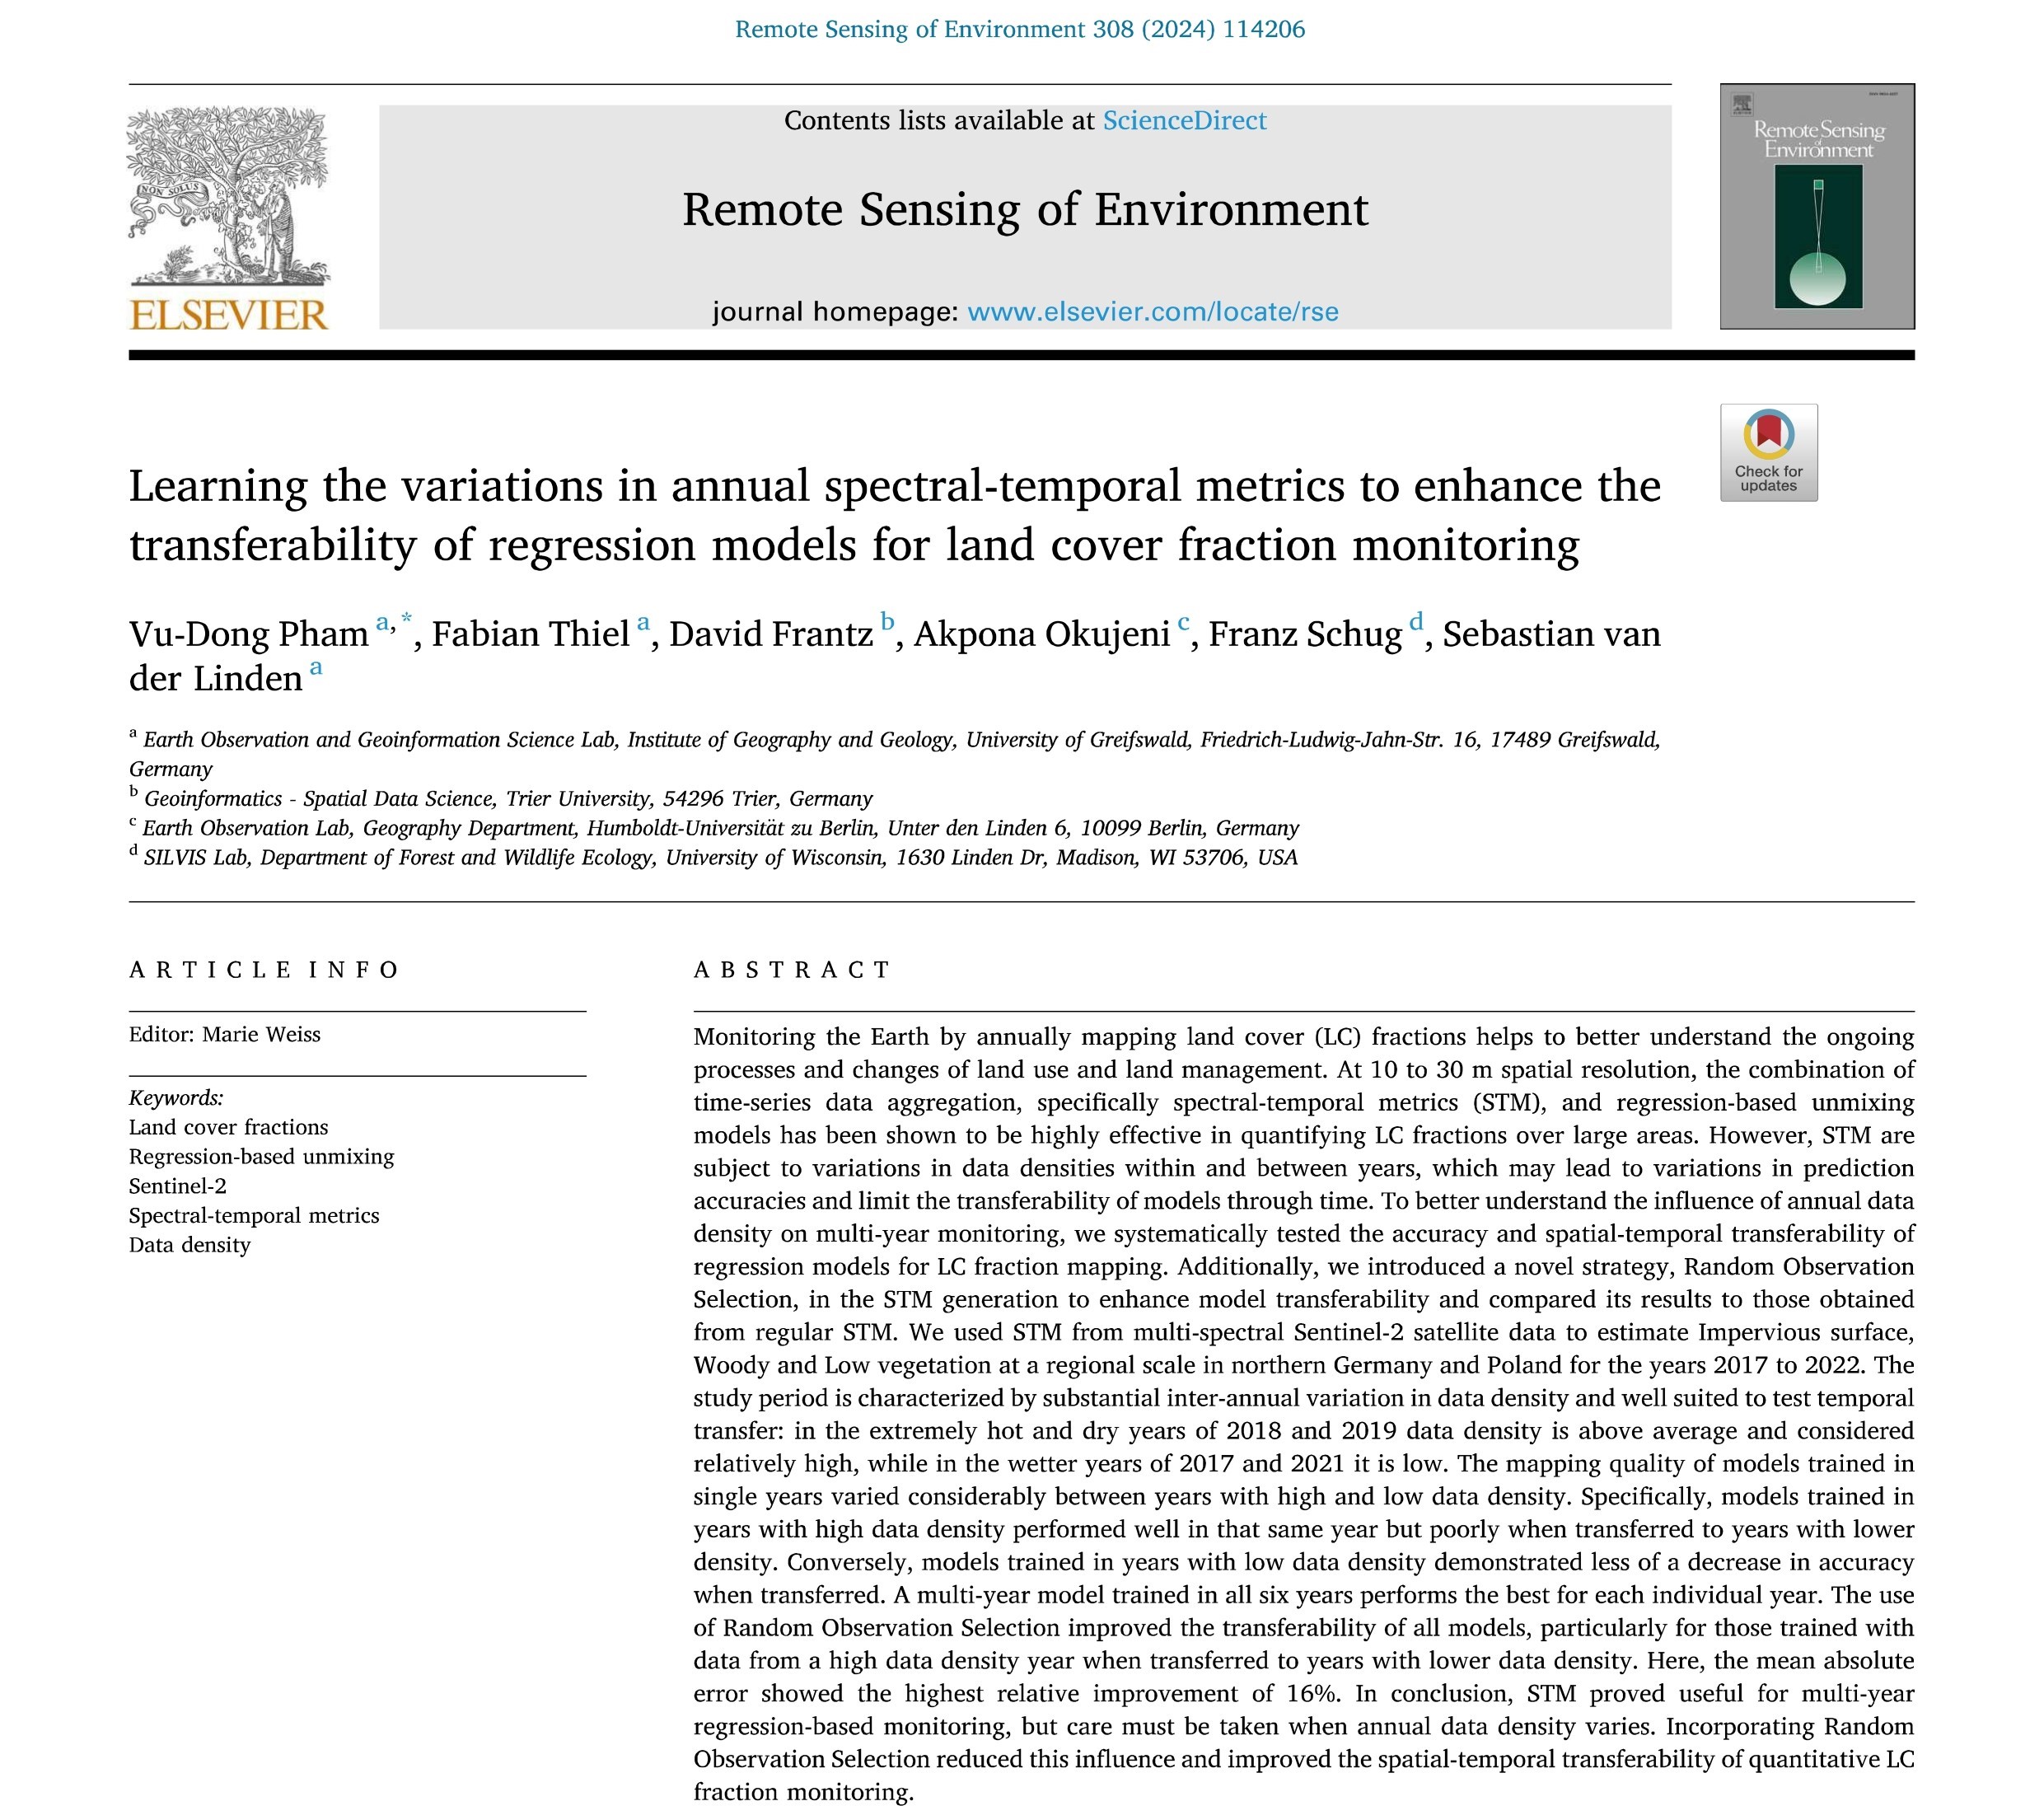 Remote Sensing of Environment 308 (2024) 114206
Contents lists available at ScienceDirect
Remote Sensing of Environment
journal homepage: www.elsevier.com/locate/rse
NON SOLUS
ELSEVIER
Remote Sensing
of
Environment
Check for
updates
Learning the variations in annual spectral-temporal metrics to enhance the
transferability of regression models for land cover fraction monitoring
Vu-Dong Pham a,*, Fabian Thiel a, David Frantz b, Akpona Okujeni c, Franz Schug d, Sebastian van
der Linden a
a Earth Observation and Geoinformation Science Lab, Institute of Geography and Geology, University of Greifswald, Friedrich-Ludwig-Jahn-Str. 16, 17489 Greifswald,
Germany
b Geoinformatics - Spatial Data Science, Trier University, 54296 Trier, Germany
c Earth Observation Lab, Geography Department, Humboldt-Universität zu Berlin, Unter den Linden 6, 10099 Berlin, Germany
d SILVIS Lab, Department of Forest and Wildlife Ecology, University of Wisconsin, 1630 Linden Dr, Madison, WI 53706, USA
ARTICLE INFO
Editor: Marie Weiss
Keywords:
Land cover fractions
Regression-based unmixing
Sentinel-2
Spectral-temporal metrics
Data density
ABSTRACT
Monitoring the Earth by annually mapping land cover (LC) fractions helps to better understand the ongoing
processes and changes of land use and land management. At 10 to 30 m spatial resolution, the combination of
time-series data aggregation, specifically spectral-temporal metrics (STM), and regression-based unmixing
models has been shown to be highly effective in quantifying LC fractions over large areas. However, STM are
subject to variations in data densities within and between years, which may lead to variations in prediction
accuracies and limit the transferability of models through time. To better understand the influence of annual data
density on multi-year monitoring, we systematically tested the accuracy and spatial-temporal transferability of
regression models for LC fraction mapping. Additionally, we introduced a novel strategy, Random Observation
Selection, in the STM generation to enhance model transferability and compared its results to those obtained
from regular STM. We used STM from multi-spectral Sentinel-2 satellite data to estimate Impervious surface,
Woody and Low vegetation at a regional scale in northern Germany and Poland for the years 2017 to 2022. The
study period is characterized by substantial inter-annual variation in data density and well suited to test temporal
transfer: in the extremely hot and dry years of 2018 and 2019 data density is above average and considered
relatively high, while in the wetter years of 2017 and 2021 it is low. The mapping quality of models trained in
single years varied considerably between years with high and low data density. Specifically, models trained in
years with high data density performed well in that same year but poorly when transferred to years with lower
density. Conversely, models trained in years with low data density demonstrated less of a decrease in accuracy
when transferred. A multi-year model trained in all six years performs the best for each individual year. The use
of Random Observation Selection improved the transferability of all models, particularly for those trained with
data from a high data density year when transferred to years with lower data density. Here, the mean absolute
error showed the highest relative improvement of 16%. In conclusion, STM proved useful for multi-year
regression-based monitoring, but care must be taken when annual data density varies. Incorporating Random
Observation Selection reduced this influence and improved the spatial-temporal transferability of quantitative LC
fraction monitoring.